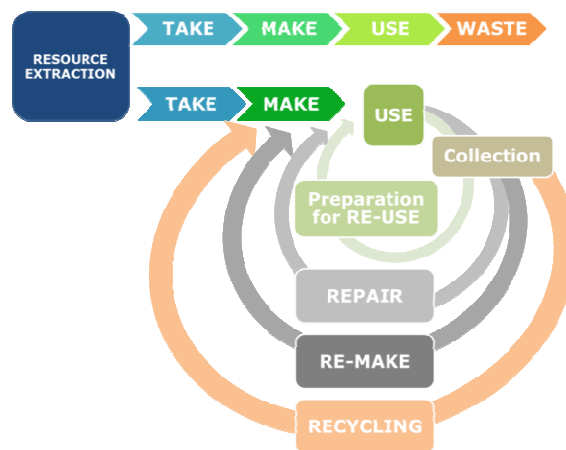 RESOURCE
EXTRACTION
TAKE
MAKE
USE
WASTE
TAKE
MAKE
USE
Collection
Preparation
for RE-USE
REPAIR
RE-MAKE
RECYCLING